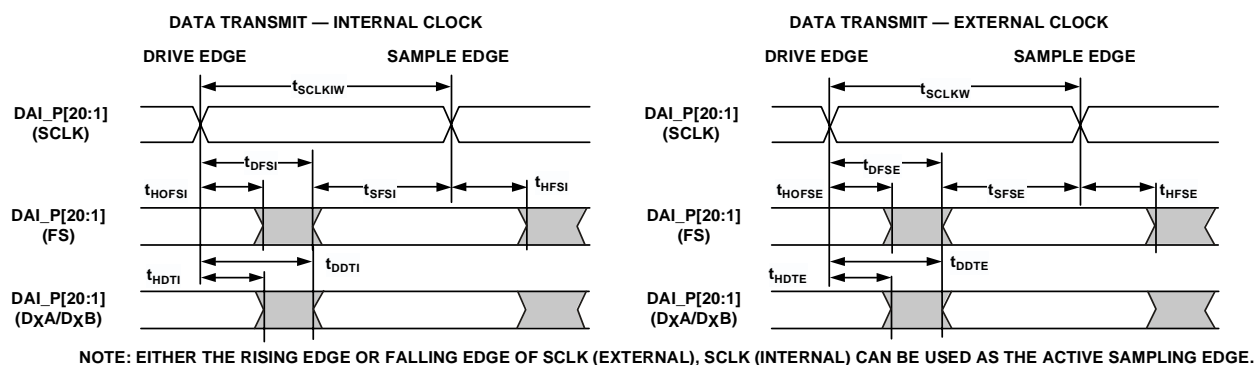 DATA TRANSMIT — INTERNAL CLOCK
DRIVE EDGE
SAMPLE EDGE
tSCLKIW
DAI_P[20:1]
(SCLK)
tDFSI
tHOFSI
tSFSI
tHFSI
DAI_P[20:1]
(FS)
tDDTI
tHDTI
DAI_P[20:1]
(DXA/DXB)
DATA TRANSMIT — EXTERNAL CLOCK
DRIVE EDGE
SAMPLE EDGE
tSCLKW
DAI_P[20:1]
(SCLK)
tDFSE
tHOFSE
tSFSE
tHFSE
DAI_P[20:1]
(FS)
tDDTE
tHDTE
DAI_P[20:1]
(DXA/DXB)
NOTE: EITHER THE RISING EDGE OR FALLING EDGE OF SCLK (EXTERNAL), SCLK (INTERNAL) CAN BE USED AS THE ACTIVE SAMPLING EDGE.